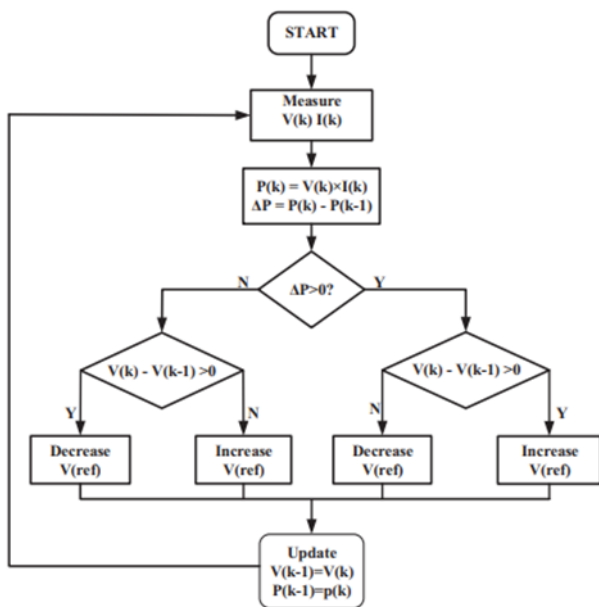 START
Measure
V(k) I(k)
P(k) = V(k)×I(k)
ΔP = P(k) - P(k-1)
N
ΔP>0?
Y
V(k) - V(k-1) >0
V(k) - V(k-1) >0
Y
N
N
Y
Decrease
V(ref)
Increase
V(ref)
Decrease
V(ref)
Increase
V(ref)
Update
V(k-1)=V(k)
P(k-1)=p(k)